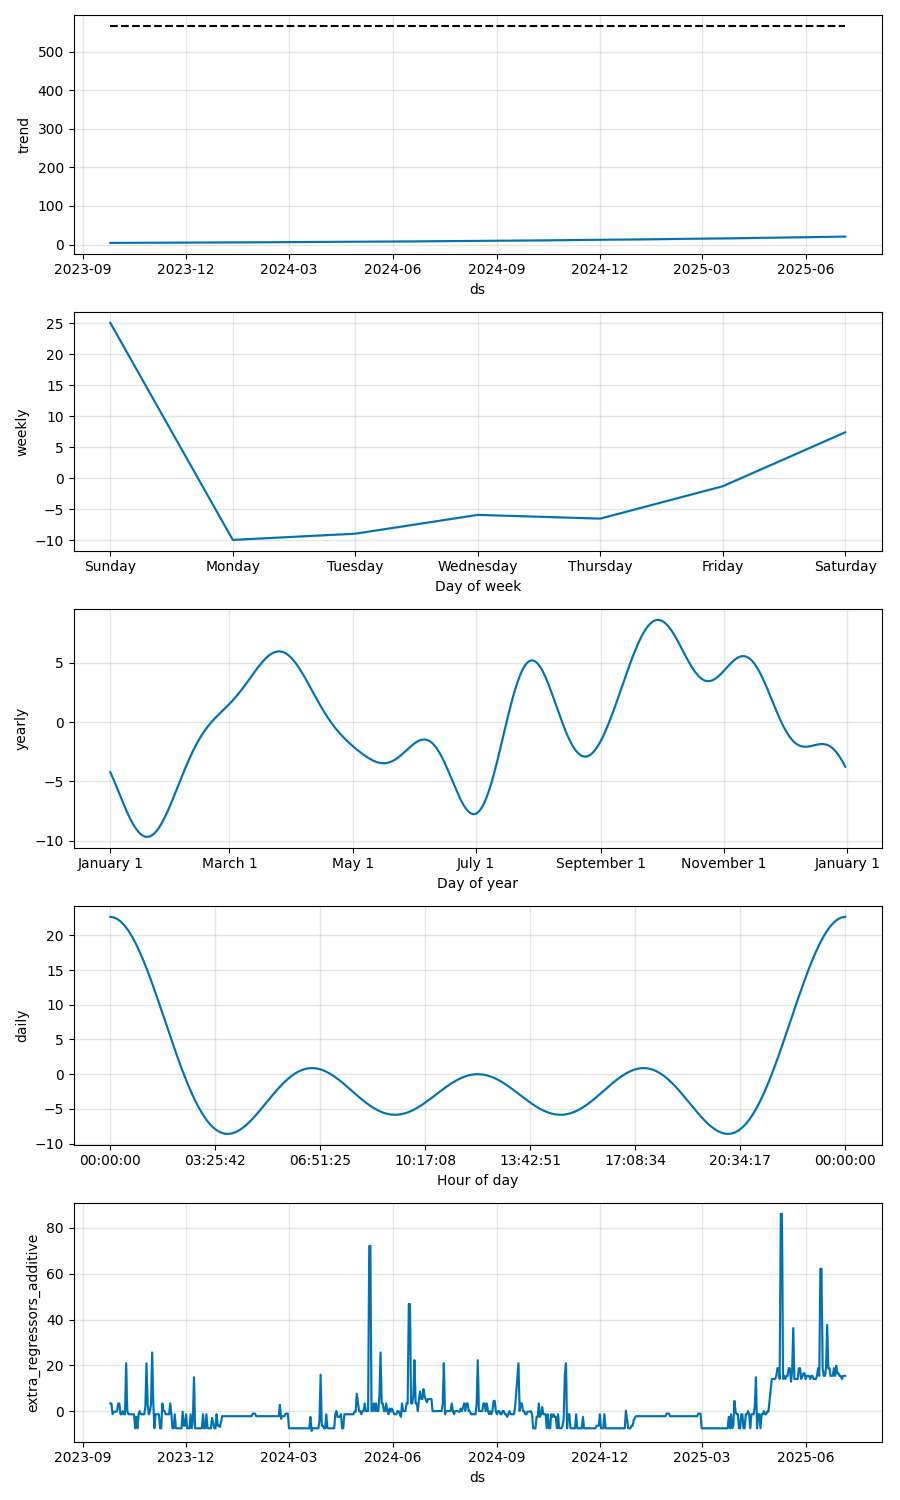 500
400
300
200
100
0
trend
2023-09 2023-12 2024-03 2024-06 2024-09 2024-12 2025-03 2025-06
ds
25
20
15
10
5
0
−5
−10
weekly
Sunday Monday Tuesday Wednesday Thursday Friday Saturday
Day of week
5
0
−5
−10
yearly
January 1 March 1 May 1 July 1 September 1 November 1 January 1
Day of year
20
15
10
5
0
−5
−10
daily
00:00:00 03:25:42 06:51:25 10:17:08 13:42:51 17:08:34 20:34:17 00:00:00
Hour of day
80
60
40
20
0
extra_regressors_additive
2023-09 2023-12 2024-03 2024-06 2024-09 2024-12 2025-03 2025-06
ds